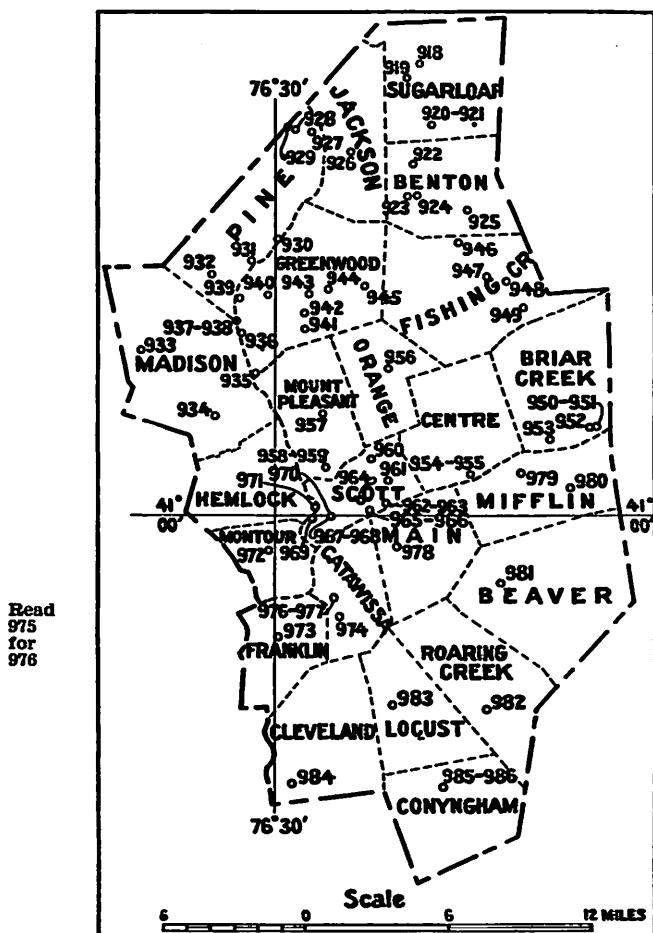 918
919
SUGARLOAF
76°30'
920-921
JACKSON
928
927
929
926
922
BENTON
PINE
923
924
925
930
931
946
GREENWOOD
932
947
FISHING CR.
940
943
944
939
945
948
942
949
937-938
941
936
ORANGE
933
956
BRIAR
CREEK
MADISON
935
MOUNT
PLEASANT
950-951
CENTRE
934
957
952
953
960
958-959
954-955
970
961
979
971
964
980
HEMLOCK
SCOTT
MIFFLIN
962-963
41°
00'
41°
00'
965-966
MONTOUR
967-968
MAIN
972
969
978
CATAWISSA
981
BEAVER
976-977
Read
975
for
976
973
974
FRANKLIN
ROARING
CREEK
983
982
CLEVELAND
LOCUST
984
985-986
CONYNGHAM
76°30'
Scale
6 0 6 12 MILES